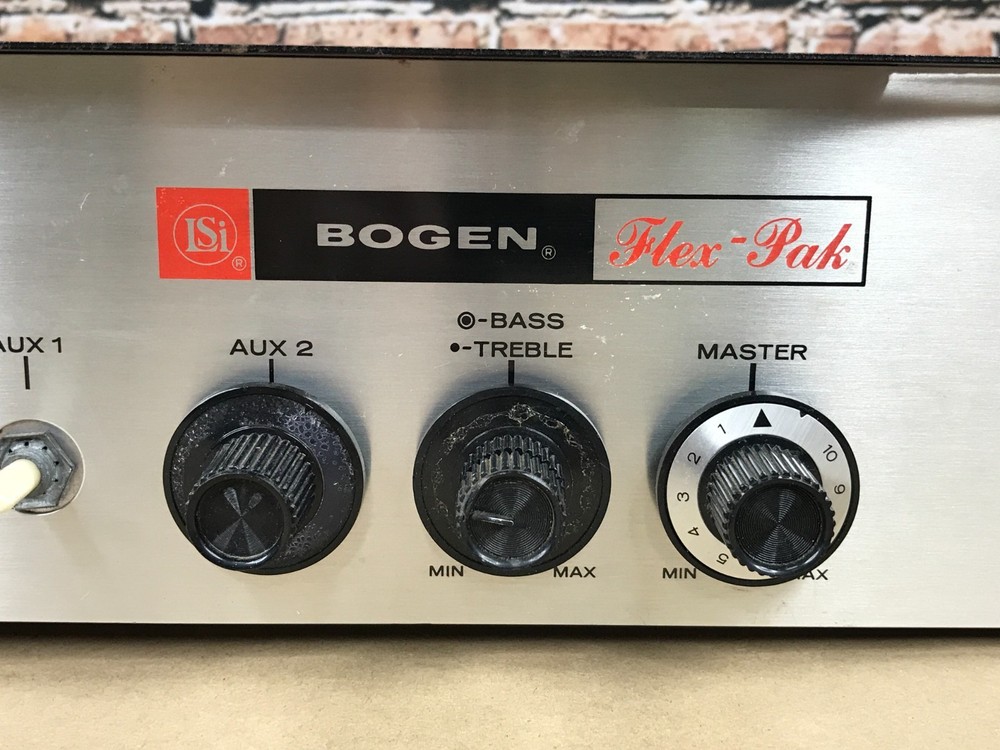 LSi ®
BOGEN ®
Flex-Pak
AUX 1
AUX 2
-BASS
-TREBLE
MASTER
1
2
3
4
5
9
10
MIN
MAX
MIN
AX